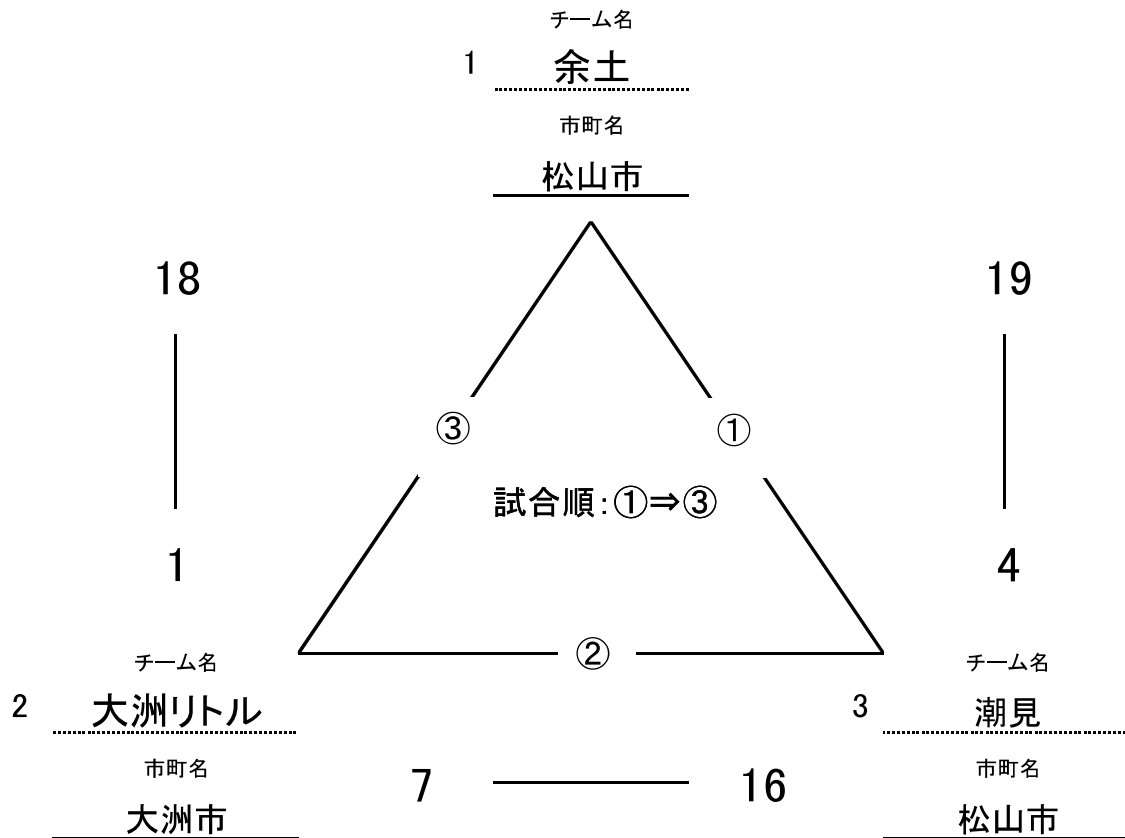 チーム名
1 余土
市町名
松山市
18 19
③ ①
試合順：①⇒③
1 4
②
チーム名 チーム名
2 大洲リトル 3 潮見
市町名 市町名
7 16
大洲市 松山市